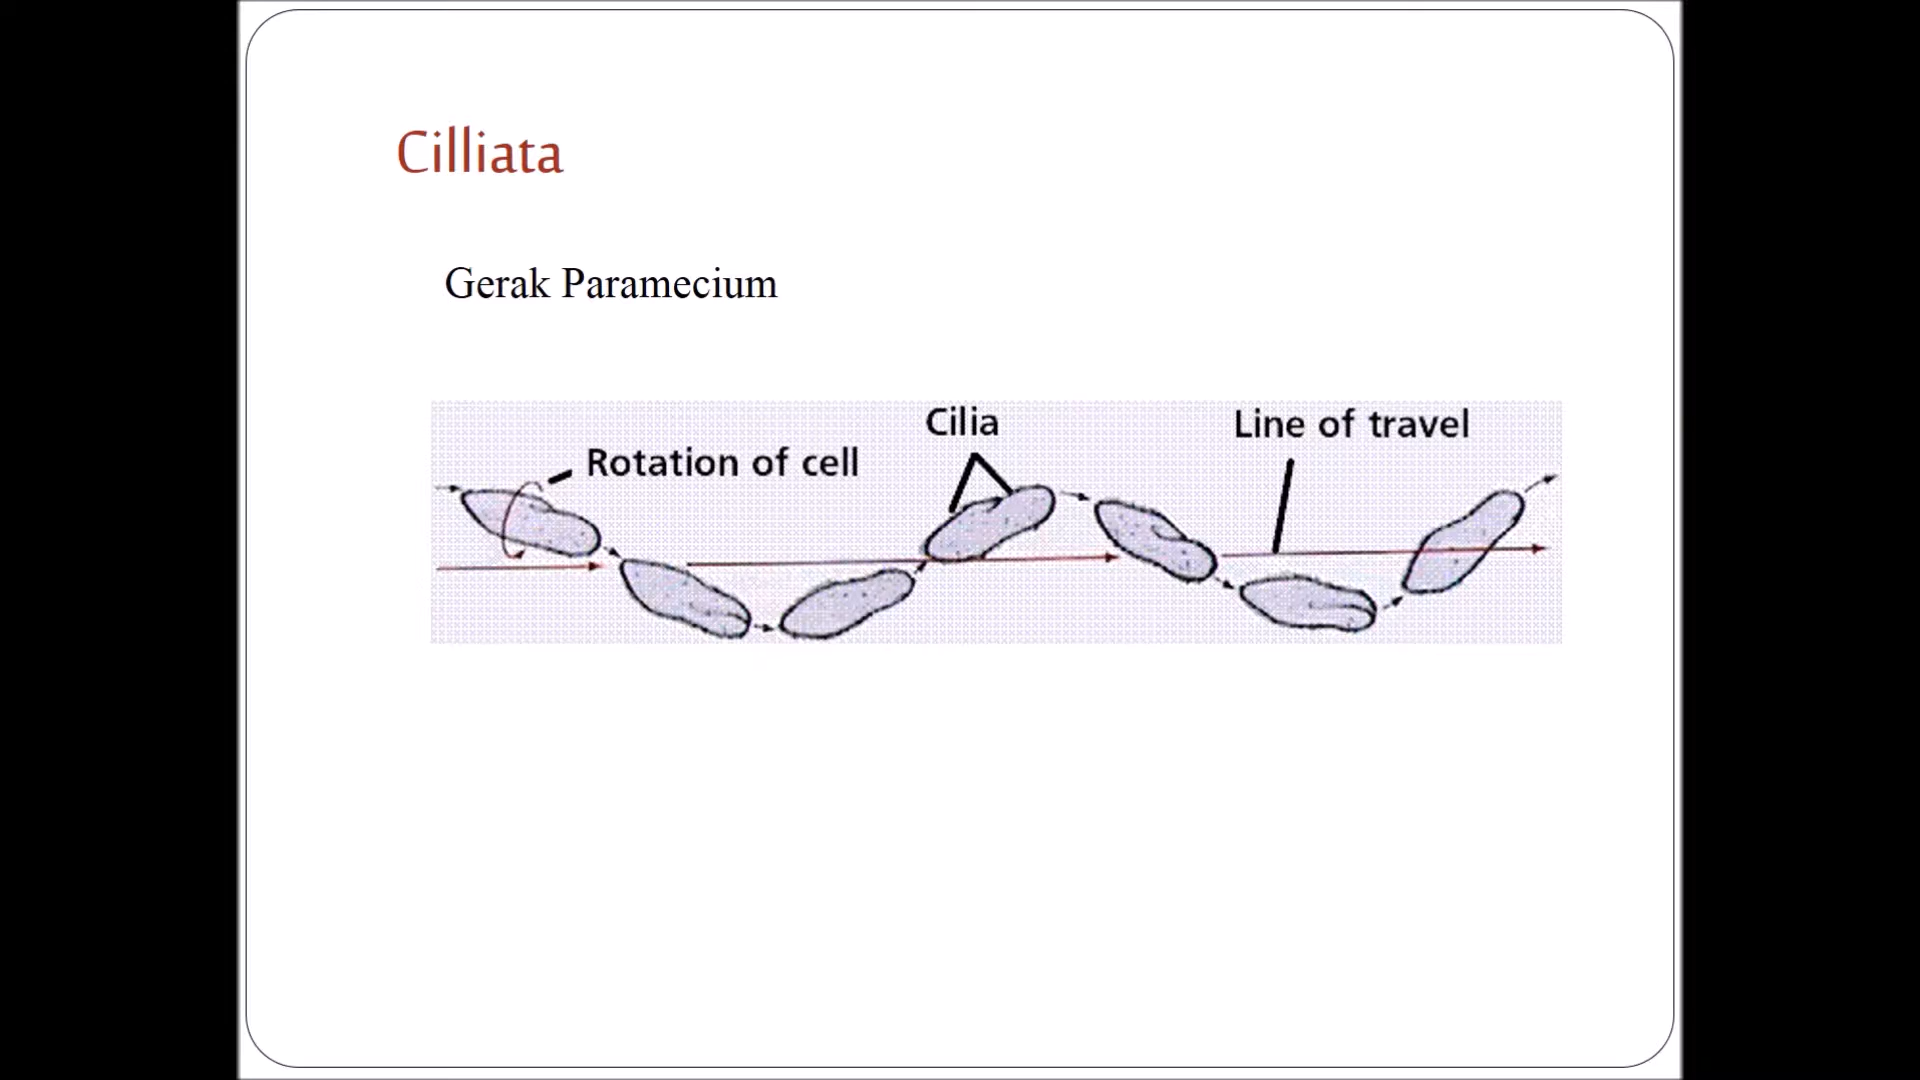 Cilliata
Gerak Paramecium
Cilia
Line of travel
Rotation of cell